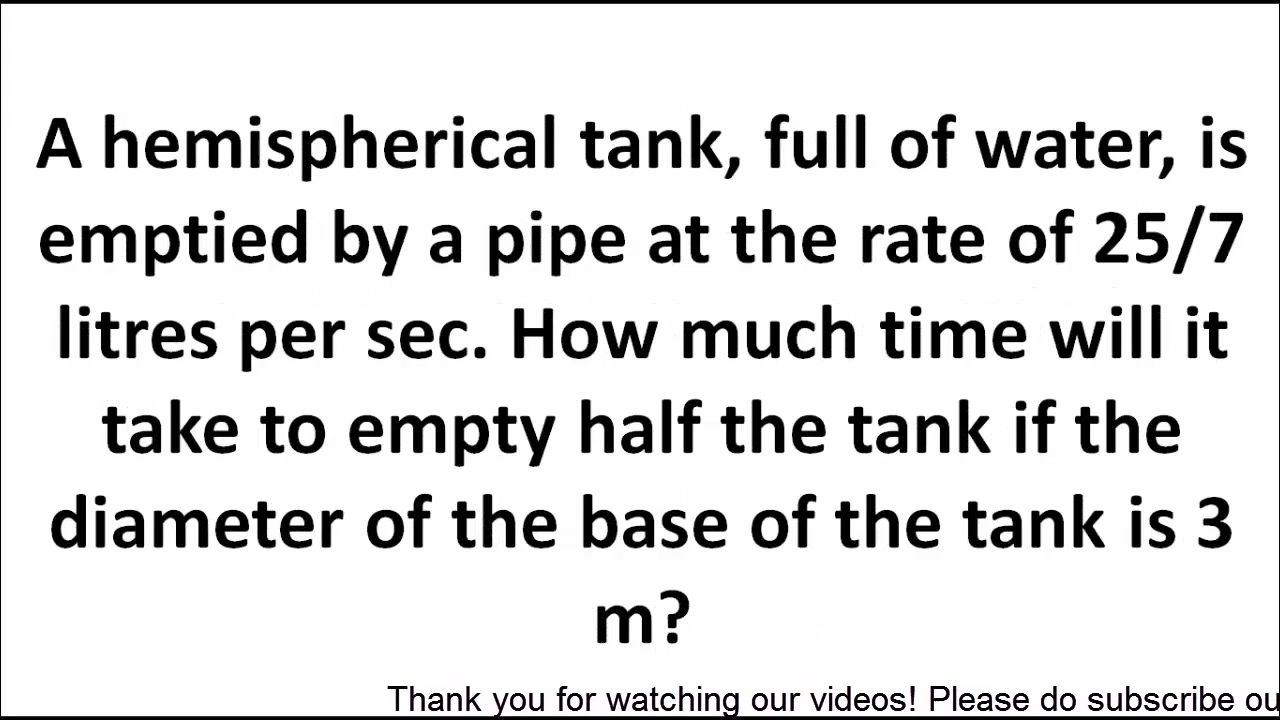 A hemispherical tank, full of water, is
emptied by a pipe at the rate of 25/7
litres per sec. How much time will it
take to empty half the tank if the
diameter of the base of the tank is 3
m?
Thank you for watching our videos! Please do subscribe ou